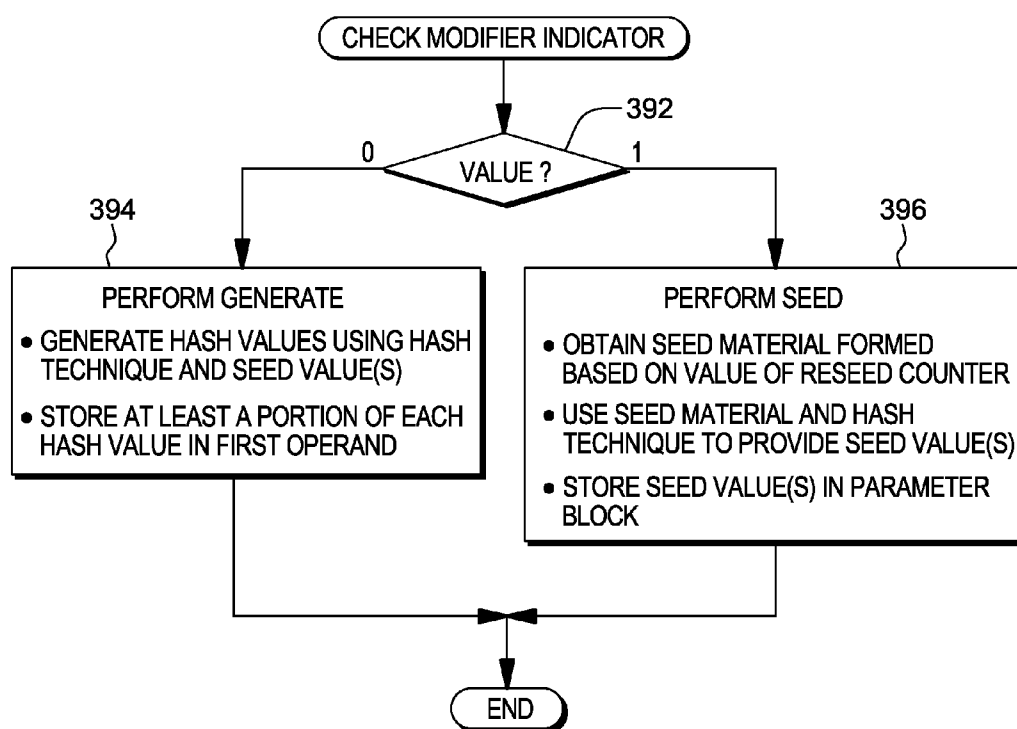 CHECK MODIFIER INDICATOR
392
0
VALUE ?
1
394
PERFORM GENERATE
• GENERATE HASH VALUES USING HASH
TECHNIQUE AND SEED VALUE(S)
• STORE AT LEAST A PORTION OF EACH
HASH VALUE IN FIRST OPERAND
396
PERFORM SEED
• OBTAIN SEED MATERIAL FORMED
BASED ON VALUE OF RESEED COUNTER
• USE SEED MATERIAL AND HASH
TECHNIQUE TO PROVIDE SEED VALUE(S)
• STORE SEED VALUE(S) IN PARAMETER
BLOCK
END